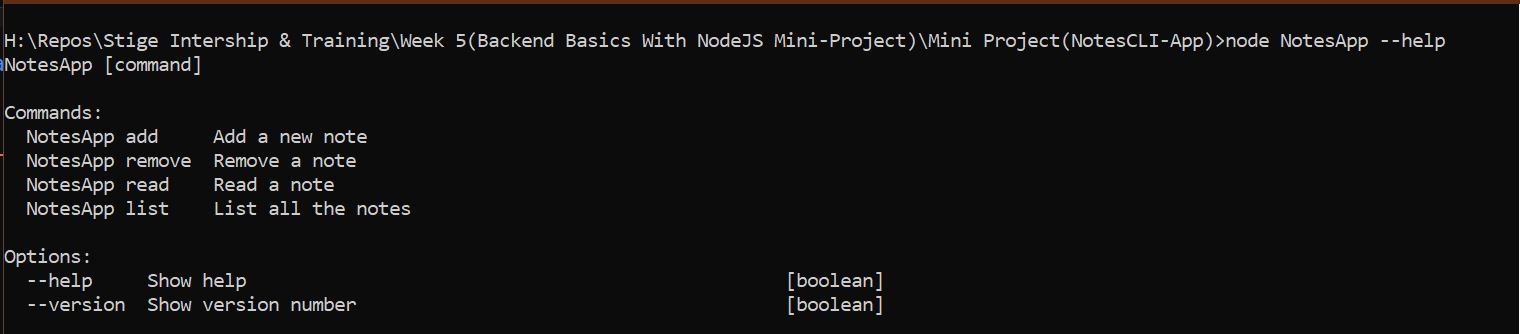 H:\Repos\Stige Intership & Training\Week 5(Backend Basics With NodeJS Mini-Project)\Mini Project(NotesCLI-App)>node NotesApp --help
NotesApp [command]
Commands:
NotesApp add Add a new note
NotesApp remove Remove a note
NotesApp read Read a note
NotesApp list List all the notes
Options:
--help Show help [boolean]
--version Show version number [boolean]